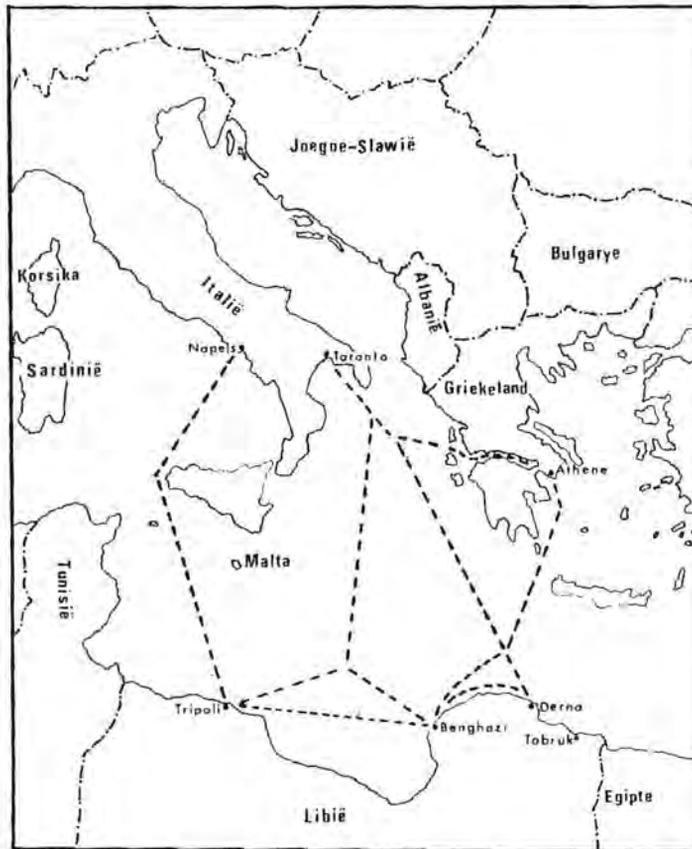 Joegoe-Slawië
Bulgarye
Korsika
Albanië
Italië
Napels
Taranto
Sardinië
Griekeland
Athene
Malta
Tunisië
Tripoli
Derna
Benghazi
Tobruk
Egipte
Libië